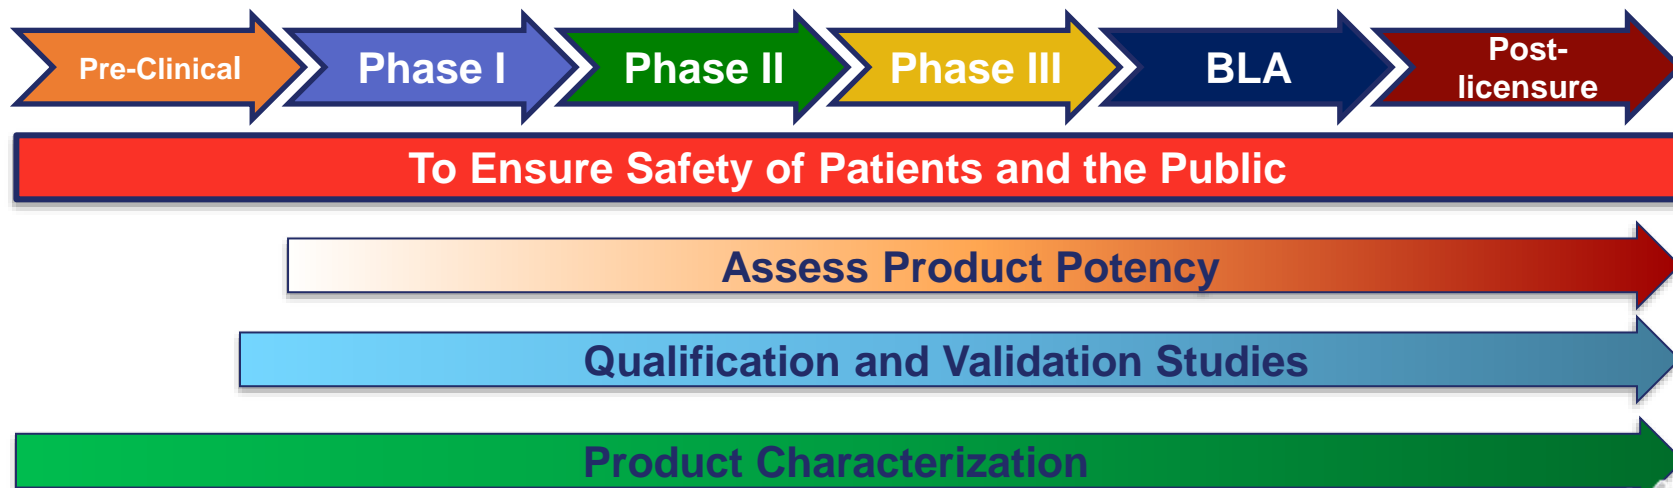 Pre-Clinical
Phase I
Phase II
Phase III
BLA
Post-
licensure
To Ensure Safety of Patients and the Public
Assess Product Potency
Qualification and Validation Studies
Product Characterization